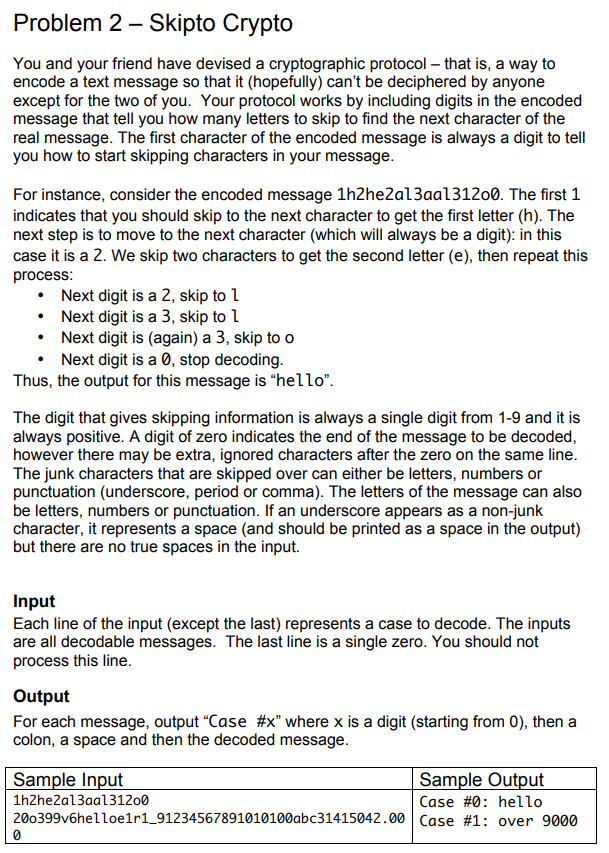 Problem 2 – Skipto Crypto
You and your friend have devised a cryptographic protocol – that is, a way to
encode a text message so that it (hopefully) can't be deciphered by anyone
except for the two of you.  Your protocol works by including digits in the encoded
message that tell you how many letters to skip to find the next character of the
real message. The first character of the encoded message is always a digit to tell
you how to start skipping characters in your message.
For instance, consider the encoded message 1h2he2al3aal312o0. The first 1
indicates that you should skip to the next character to get the first letter (h). The
next step is to move to the next character (which will always be a digit): in this
case it is a 2. We skip two characters to get the second letter (e), then repeat this
process:
• Next digit is a 2, skip to l
• Next digit is a 3, skip to l
• Next digit is (again) a 3, skip to o
• Next digit is a 0, stop decoding.
Thus, the output for this message is “hello”.
The digit that gives skipping information is always a single digit from 1-9 and it is
always positive. A digit of zero indicates the end of the message to be decoded,
however there may be extra, ignored characters after the zero on the same line.
The junk characters that are skipped over can either be letters, numbers or
punctuation (underscore, period or comma). The letters of the message can also
be letters, numbers or punctuation. If an underscore appears as a non-junk
character, it represents a space (and should be printed as a space in the output)
but there are no true spaces in the input.
Input
Each line of the input (except the last) represents a case to decode. The inputs
are all decodable messages.  The last line is a single zero. You should not
process this line.
Output
For each message, output “Case #x” where x is a digit (starting from 0), then a
colon, a space and then the decoded message.
Sample Input
1h2he2al3aal312o0
20o399v6helloe1r1_91234567891010100abc31415042.00
0
Sample Output
Case #0: hello
Case #1: over 9000